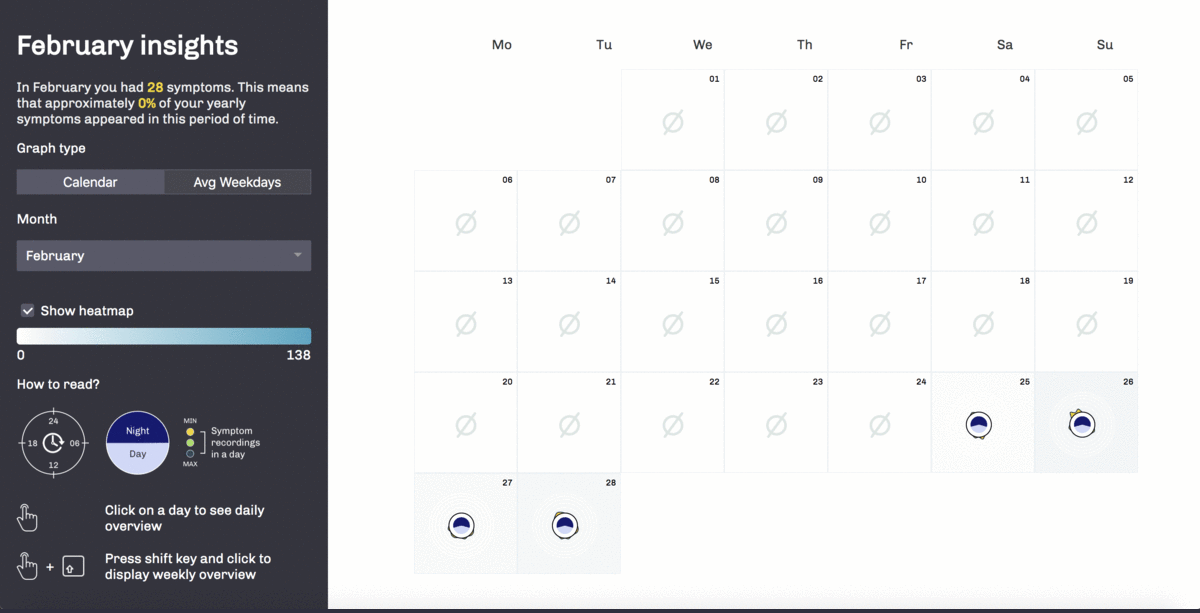 February insights
In February you had 28 symptoms. This means
that approximately 0% of your yearly
symptoms appeared in this period of time.
Graph type
Calendar Avg Weekdays
Month
February
Show heatmap
0 138
How to read?
24
18 06
12
Night
Day
MIN
MAX
Symptom
recordings
in a day
Click on a day to see daily
overview
+
Press shift key and click to
display weekly overview
Mo Tu We Th Fr Sa Su
01 02 03 04 05
06 07 08 09 10 11 12
13 14 15 16 17 18 19
20 21 22 23 24 25 26
27 28